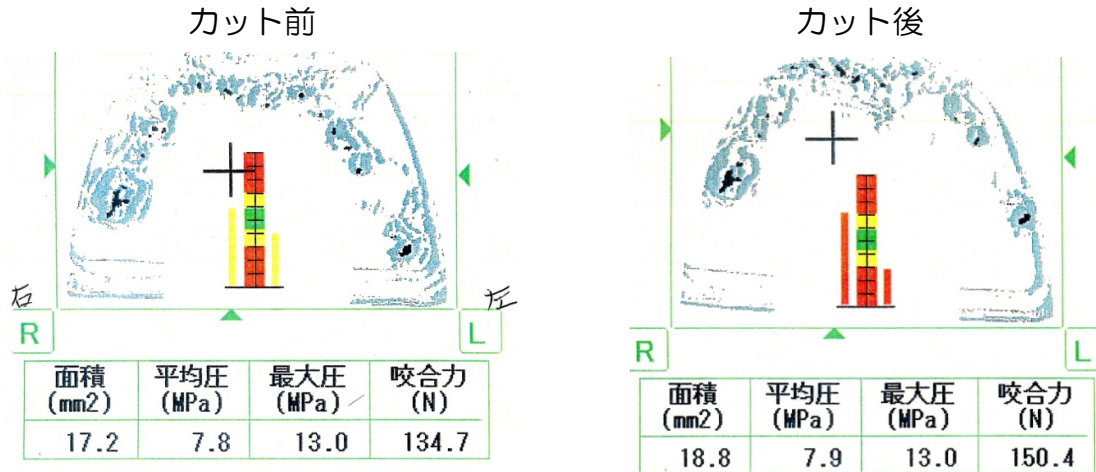 カット前
カット後
右
左
R
L
面積
(mm2)
平均圧
(MPa)
最大圧
(MPa)
咬合力
(N)
17.2
7.8
13.0
134.7
R
L
面積
(mm2)
平均圧
(MPa)
最大圧
(MPa)
咬合力
(N)
18.8
7.9
13.0
150.4